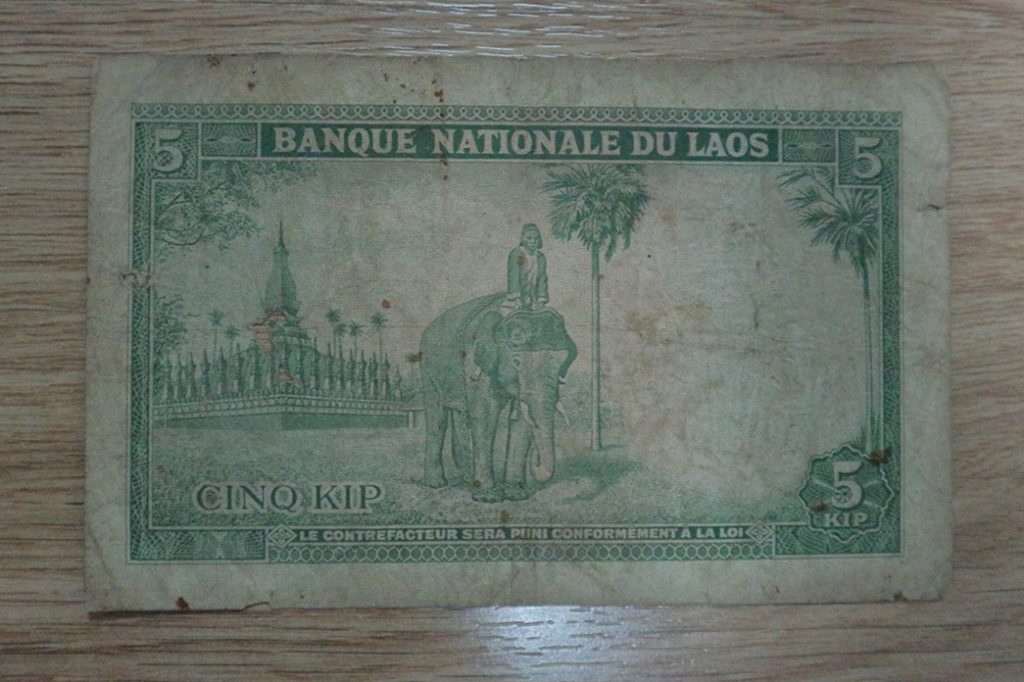 5 BANQUE NATIONALE DU LAOS 5
CINQ KIP
5
KIP
LE CONTREFACTEUR SERA PUNI CONFORMEMENT A LA LOI